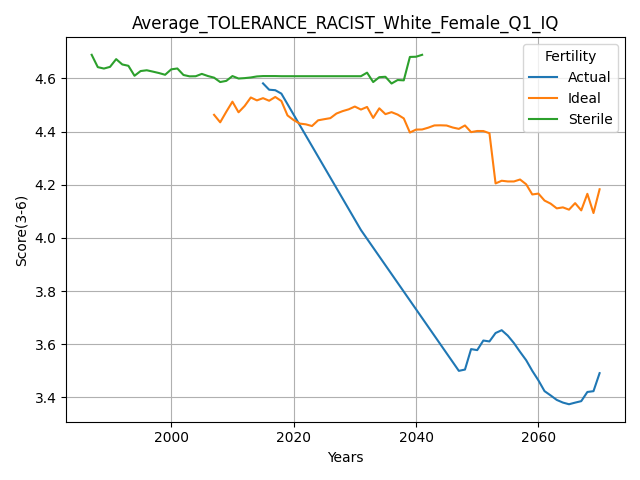 Average_TOLERANCE_RACIST_White_Female_Q1_IQ
Fertility
Actual
Ideal
Sterile
Score(3-6)
4.6
4.4
4.2
4.0
3.8
3.6
3.4
2000 2020 2040 2060
Years